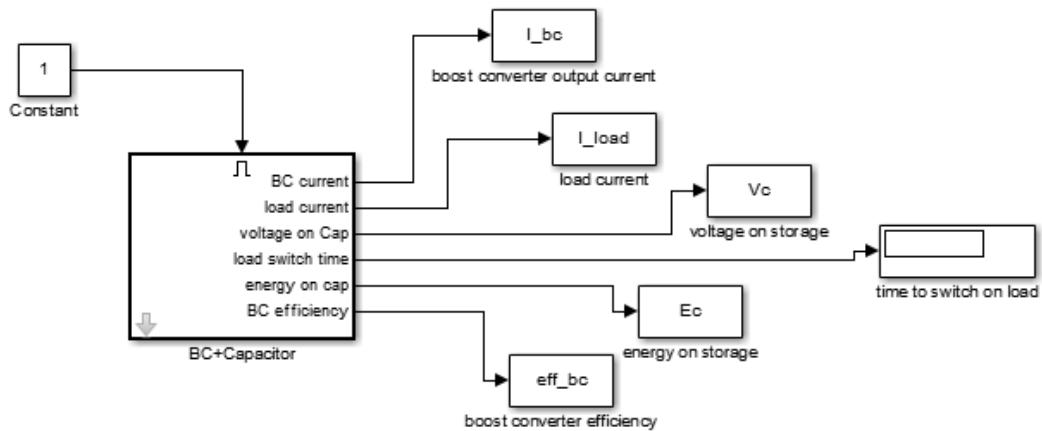 I_bc
boost converter output current
1
Constant
I_load
load current
BC current
load current
voltage on Cap
load switch time
energy on cap
BC efficiency
BC+Capacitor
Vc
voltage on storage
time to switch on load
Ec
energy on storage
eff_bc
boost converter efficiency